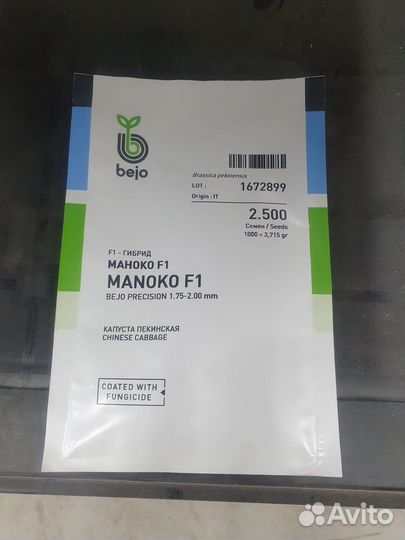 bejo
Brassica pekinensis
LOT : 1672899
Origin : IT
2.500
Семян / Seeds
1000 = 3,715 gr
F1 - ГИБРИД
МАНОКО F1
MANOKO F1
BEJO PRECISION 1.75-2.00 mm
КАПУСТА ПЕКИНСКАЯ
CHINESE CABBAGE
COATED WITH
FUNGICIDE
Avito